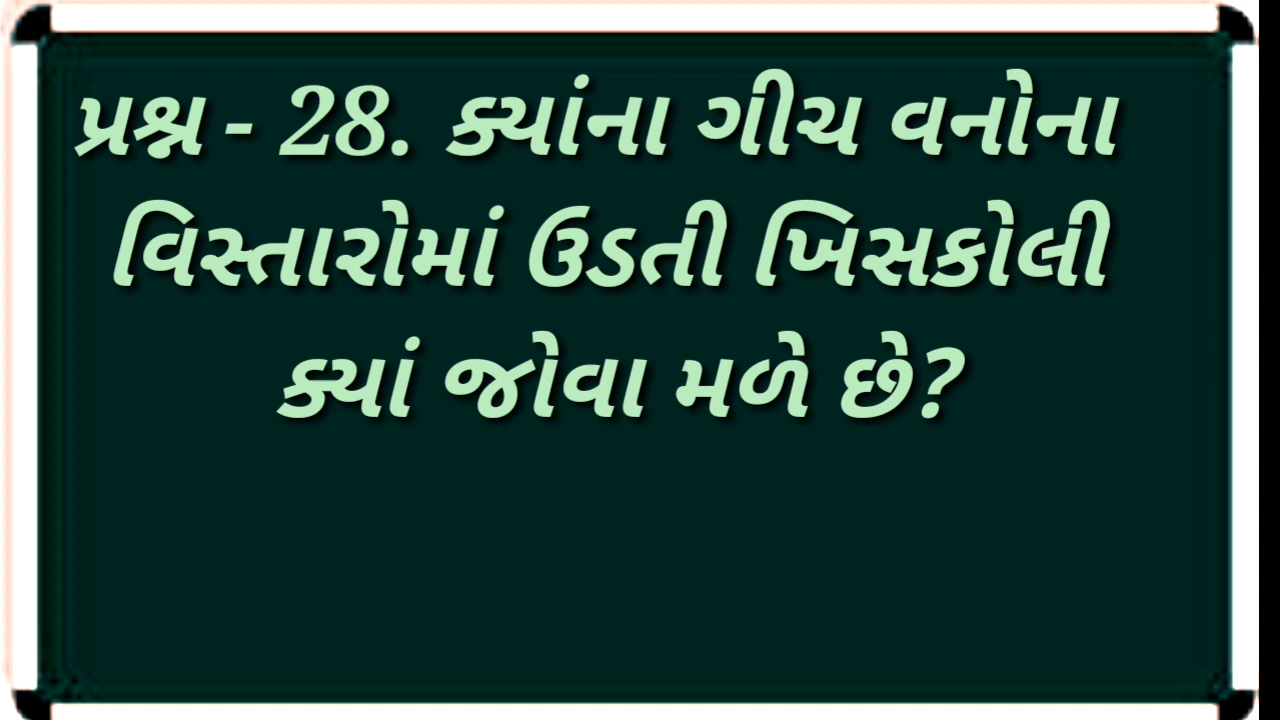 પ્રશ્ન - 28. ક્યાંના ગીચ વનોના
વિસ્તારોમાં ઉડતી ખિસકોલી
ક્યાં જોવા મળે છે?